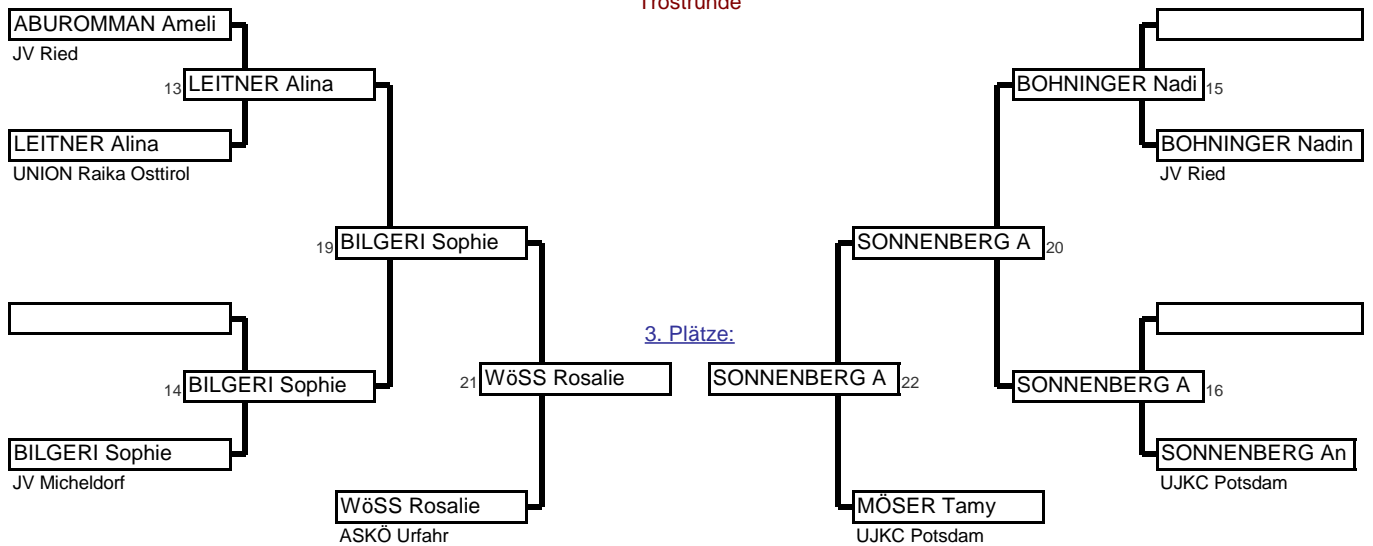 Trostrunde
ABUROMMAN Ameli
JV Ried
13 LEITNER Alina
LEITNER Alina
UNION Raika Osttirol
19 BILGERI Sophie
14 BILGERI Sophie
BILGERI Sophie
JV Micheldorf
21 WöSS Rosalie
WöSS Rosalie
ASKÖ Urfahr
3. Plätze:
BOHNINGER Nadi 15
BOHNINGER Nadin
JV Ried
SONNENBERG A 20
SONNENBERG A 22
SONNENBERG A 16
SONNENBERG An
UJKC Potsdam
MÖSER Tamy
UJKC Potsdam